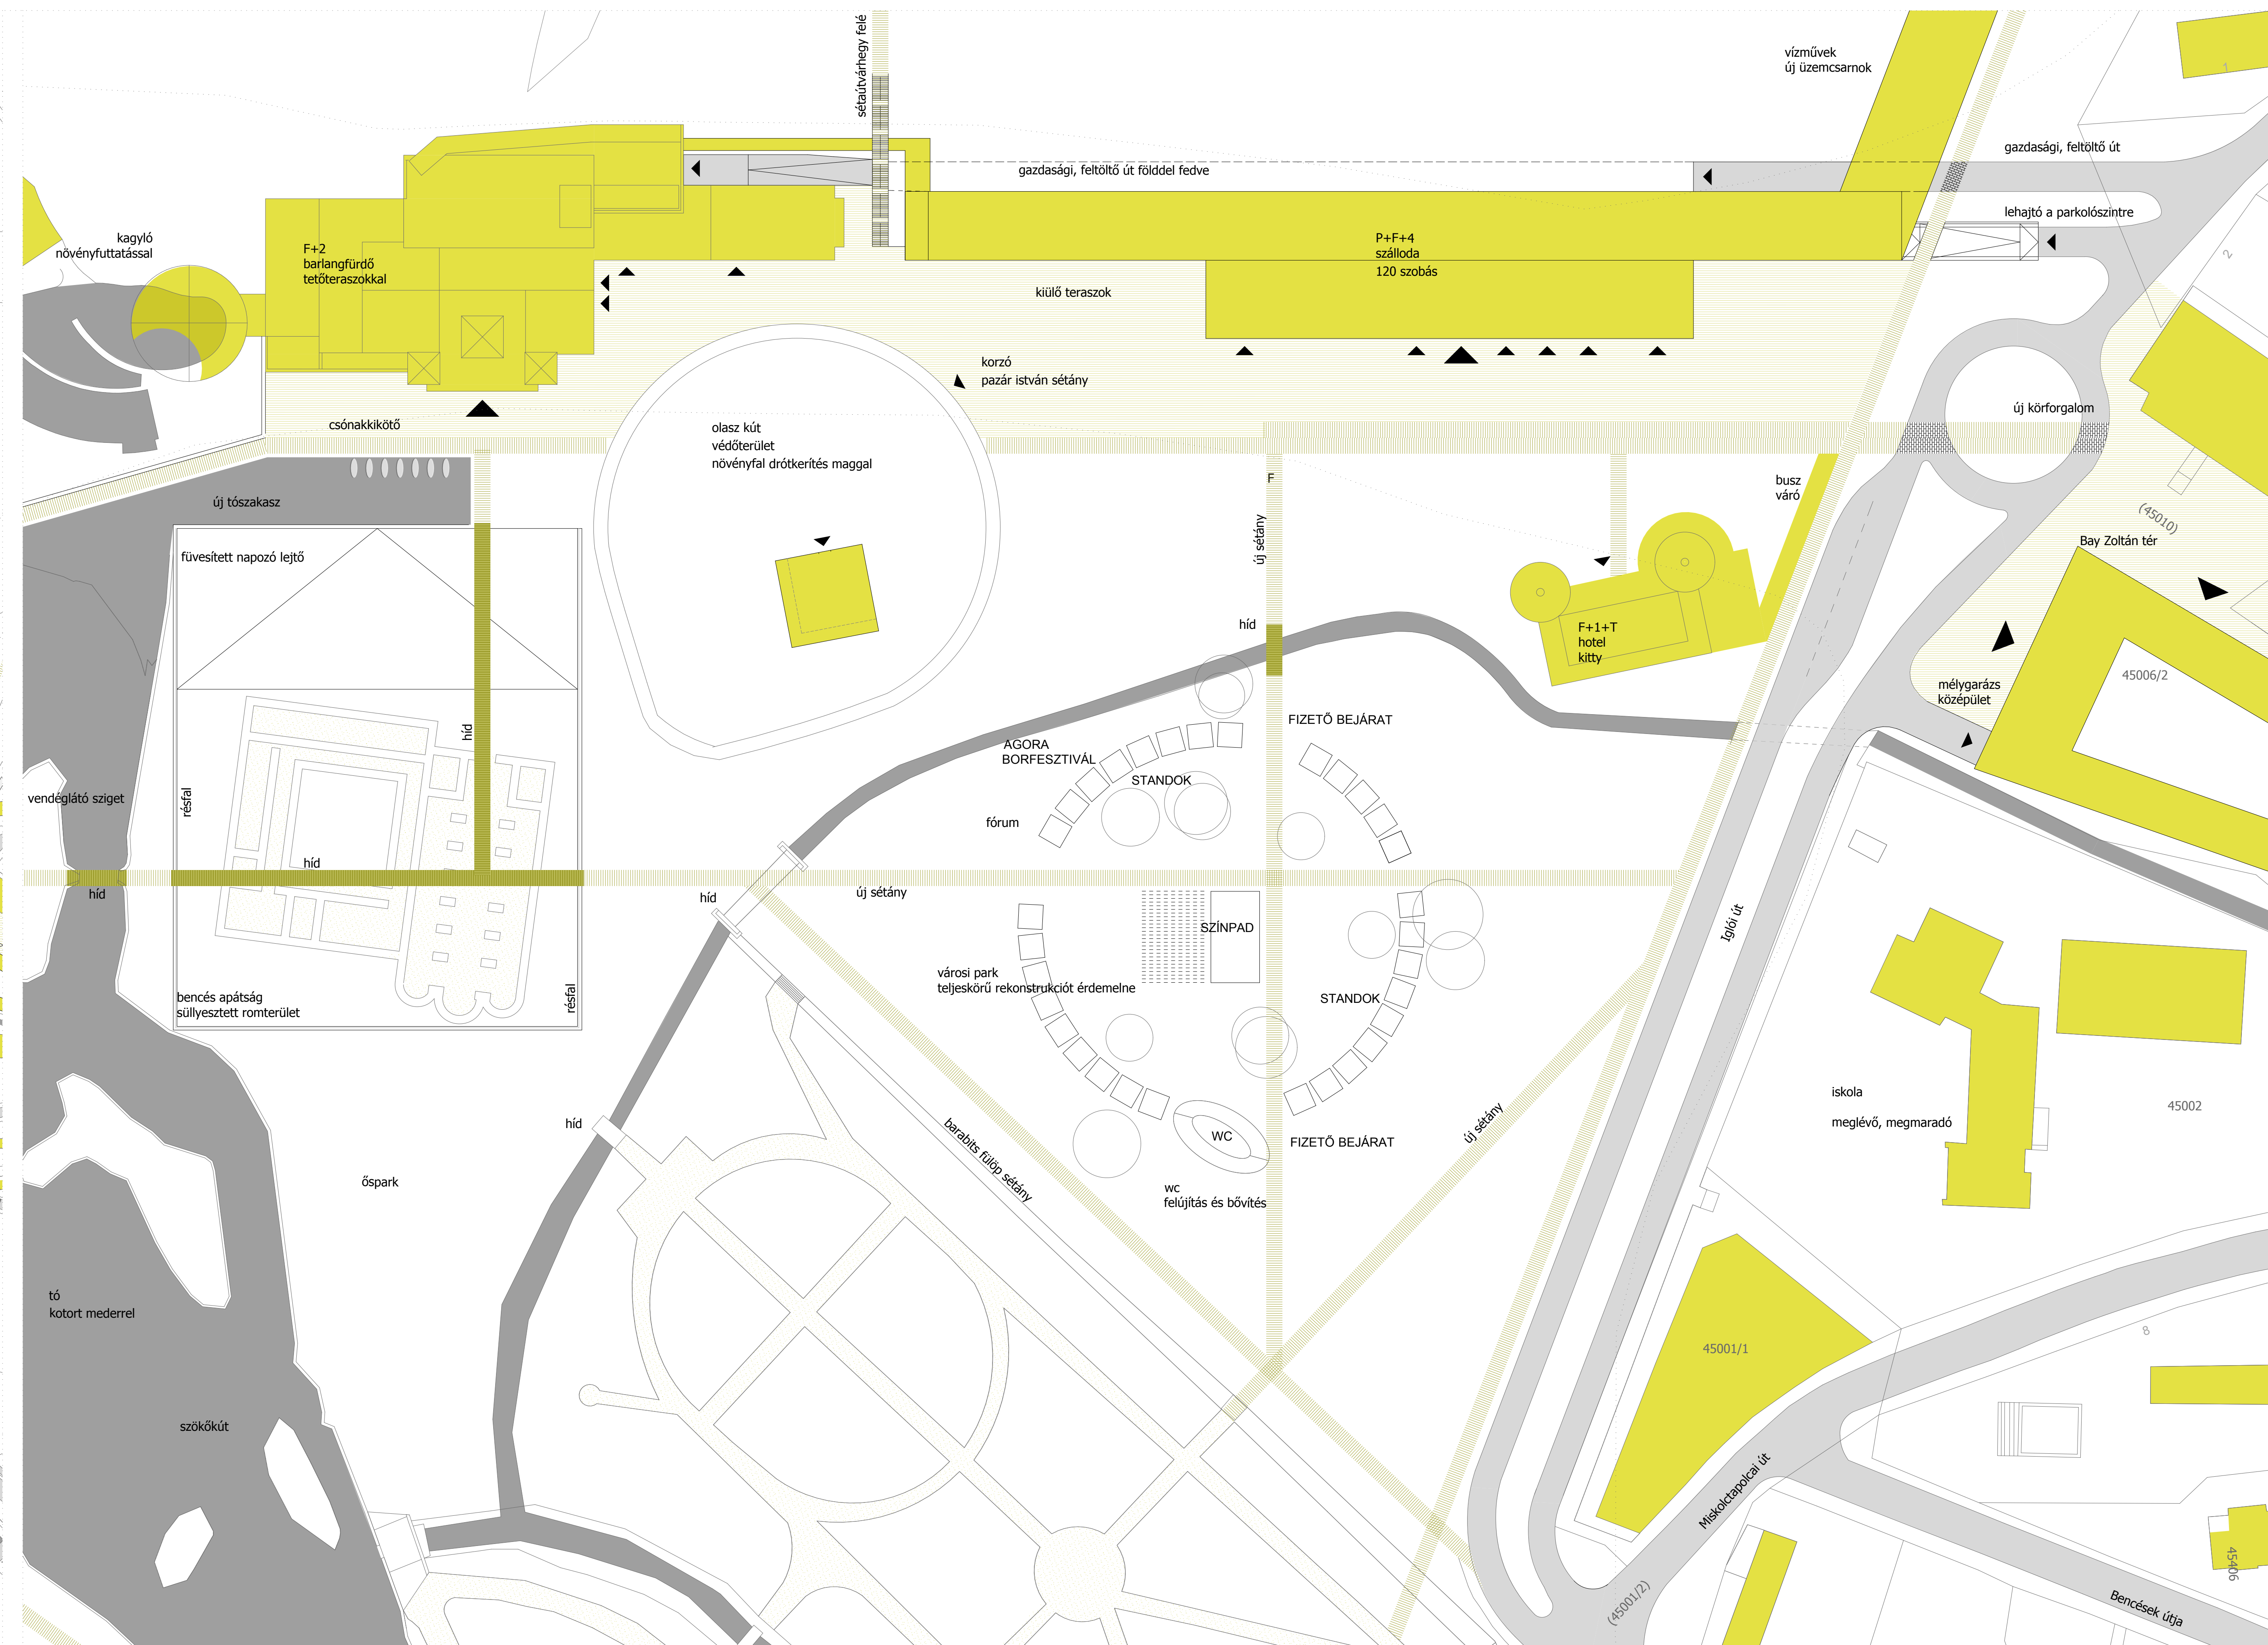 sétaútvárhegy felé
vízművek
új üzemcsarnok
1
gazdasági, feltöltő út
gazdasági, feltöltő út földdel fedve
lehajtó a parkolószintre
kagyló
növényfuttatással
F+2
barlangfürdő
tetőteraszokkal
P+F+4
szálloda
120 szobás
2
kiülő teraszok
korzó
pazár istván sétány
új körforgalom
csónakkikötő
olasz kút
védőterület
növényfal drótkerítés maggal
F
busz
váró
új tószakasz
új sétány
(45010)
Bay Zoltán tér
füvesített napozó lejtő
híd
F+1+T
hotel
kitty
45006/2
mélygarázs
középület
híd
FIZETŐ BEJÁRAT
AGORA
BORFESZTIVÁL
STANDOK
vendéglátó sziget
résfal
fórum
híd
híd
híd
új sétány
SZÍNPAD
Iglói út
városi park
teljeskörű rekonstrukciót érdemelne
STANDOK
bencés apátság
süllyesztett romterület
résfal
iskola
meglévő, megmaradó
45002
híd
barabits fülöp sétány
WC
FIZETŐ BEJÁRAT
új sétány
őspark
wc
felújítás és bővítés
tó
kotort mederrel
45001/1
8
szökőkút
Miskolctapolcai út
45406
(45001/2)
Bencések útja